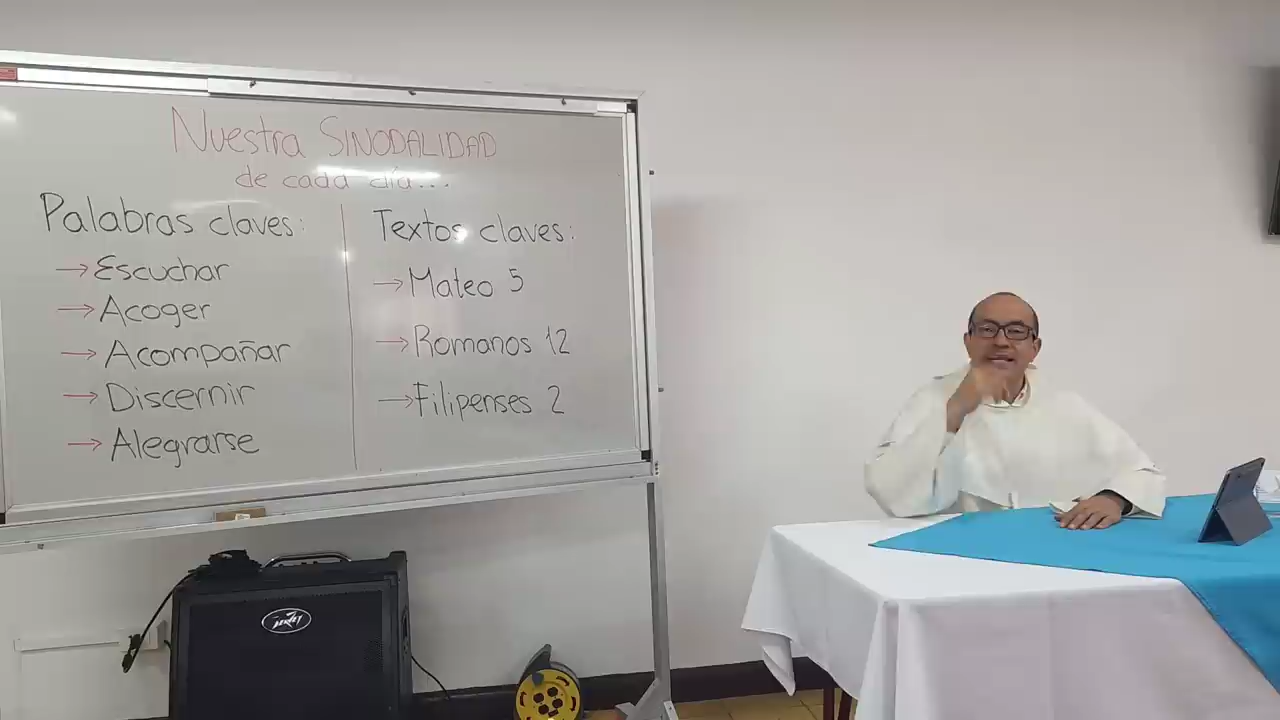 Nuestra SINODALIDAD
de cada día...
Palabras claves:
→ Escuchar
→ Acoger
→ Acompañar
→ Discernir
→ Alegrarse
Textos claves:
→ Mateo 5
→ Romanos 12
→ Filipenses 2
PEAVEY